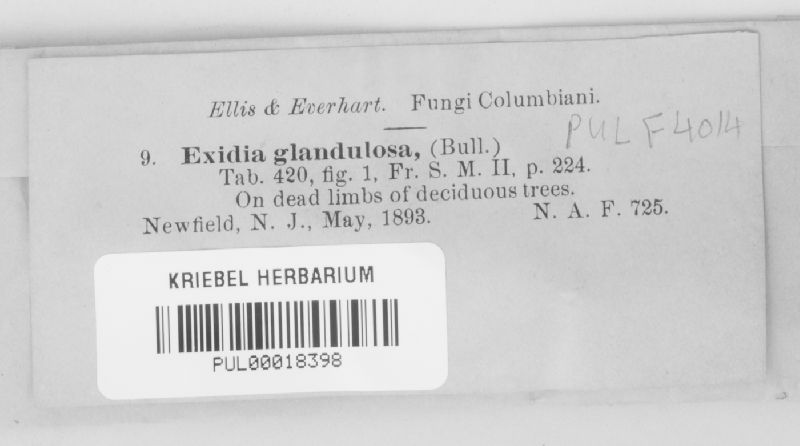 Ellis & Everhart. Fungi Columbiani.
PUL F4014
9. Exidia glandulosa, (Bull.)
Tab. 420, fig. 1, Fr. S. M. II, p. 224.
On dead limbs of deciduous trees.
Newfield, N. J., May, 1893. N. A. F. 725.
KRIEBEL HERBARIUM
PUL00018398